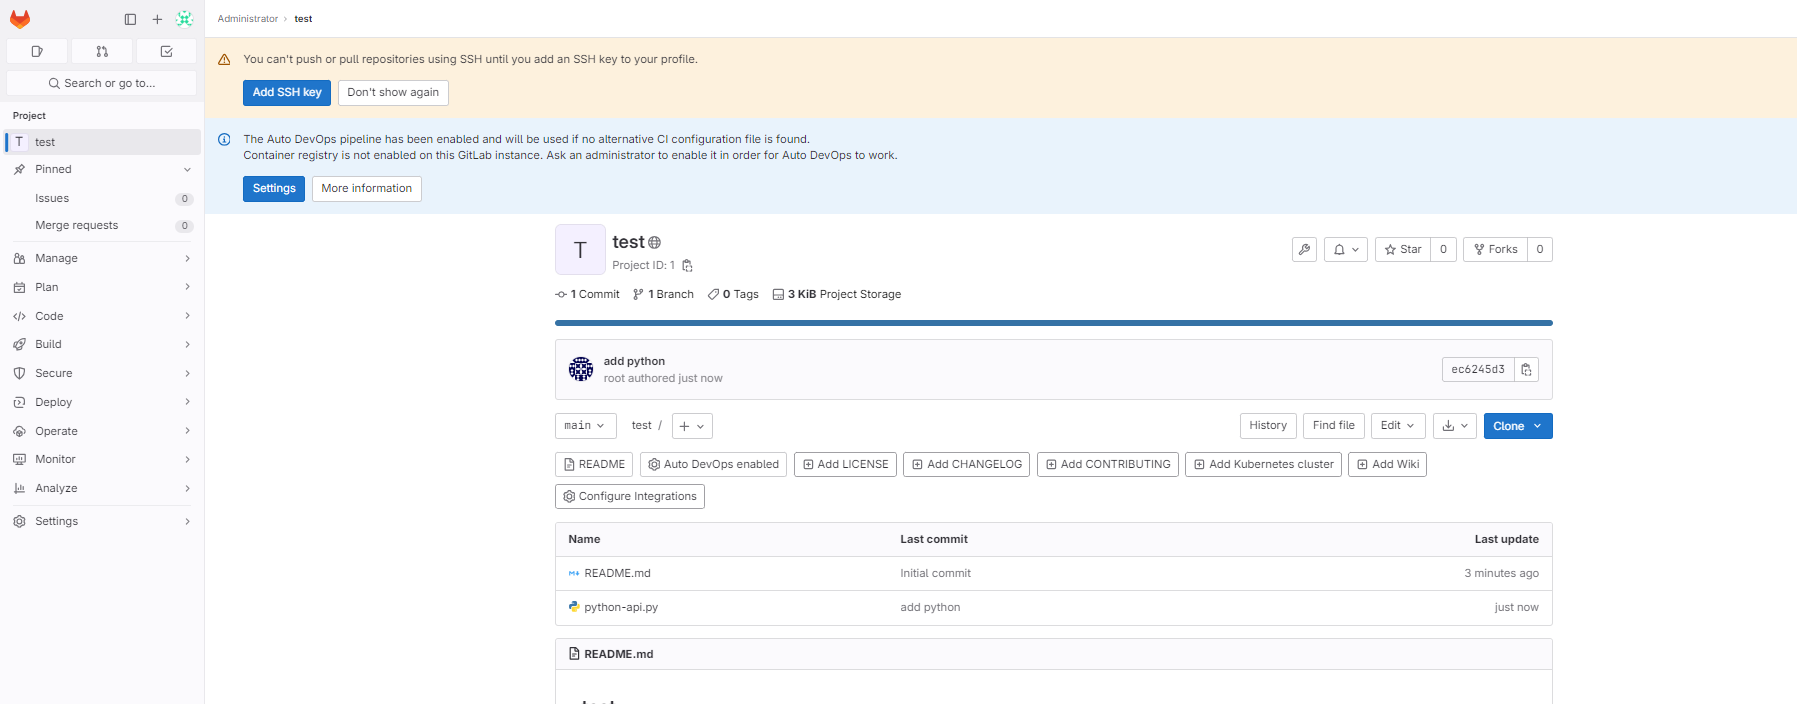 Administrator › test
Search or go to...
Project
T test
Pinned
Issues 0
Merge requests 0
Manage
Plan
Code
Build
Secure
Deploy
Operate
Monitor
Analyze
Settings
You can't push or pull repositories using SSH until you add an SSH key to your profile.
Add SSH key Don't show again
The Auto DevOps pipeline has been enabled and will be used if no alternative CI configuration file is found.
Container registry is not enabled on this GitLab instance. Ask an administrator to enable it in order for Auto DevOps to work.
Settings More information
T
test
Project ID: 1
Star 0 Forks 0
1 Commit 1 Branch 0 Tags 3 KiB Project Storage
add python
root authored just now
ec6245d3
main test / + History Find file Edit Clone
README Auto DevOps enabled Add LICENSE Add CHANGELOG Add CONTRIBUTING Add Kubernetes cluster Add Wiki
Configure Integrations
Name Last commit Last update
README.md Initial commit 3 minutes ago
python-api.py add python just now
README.md